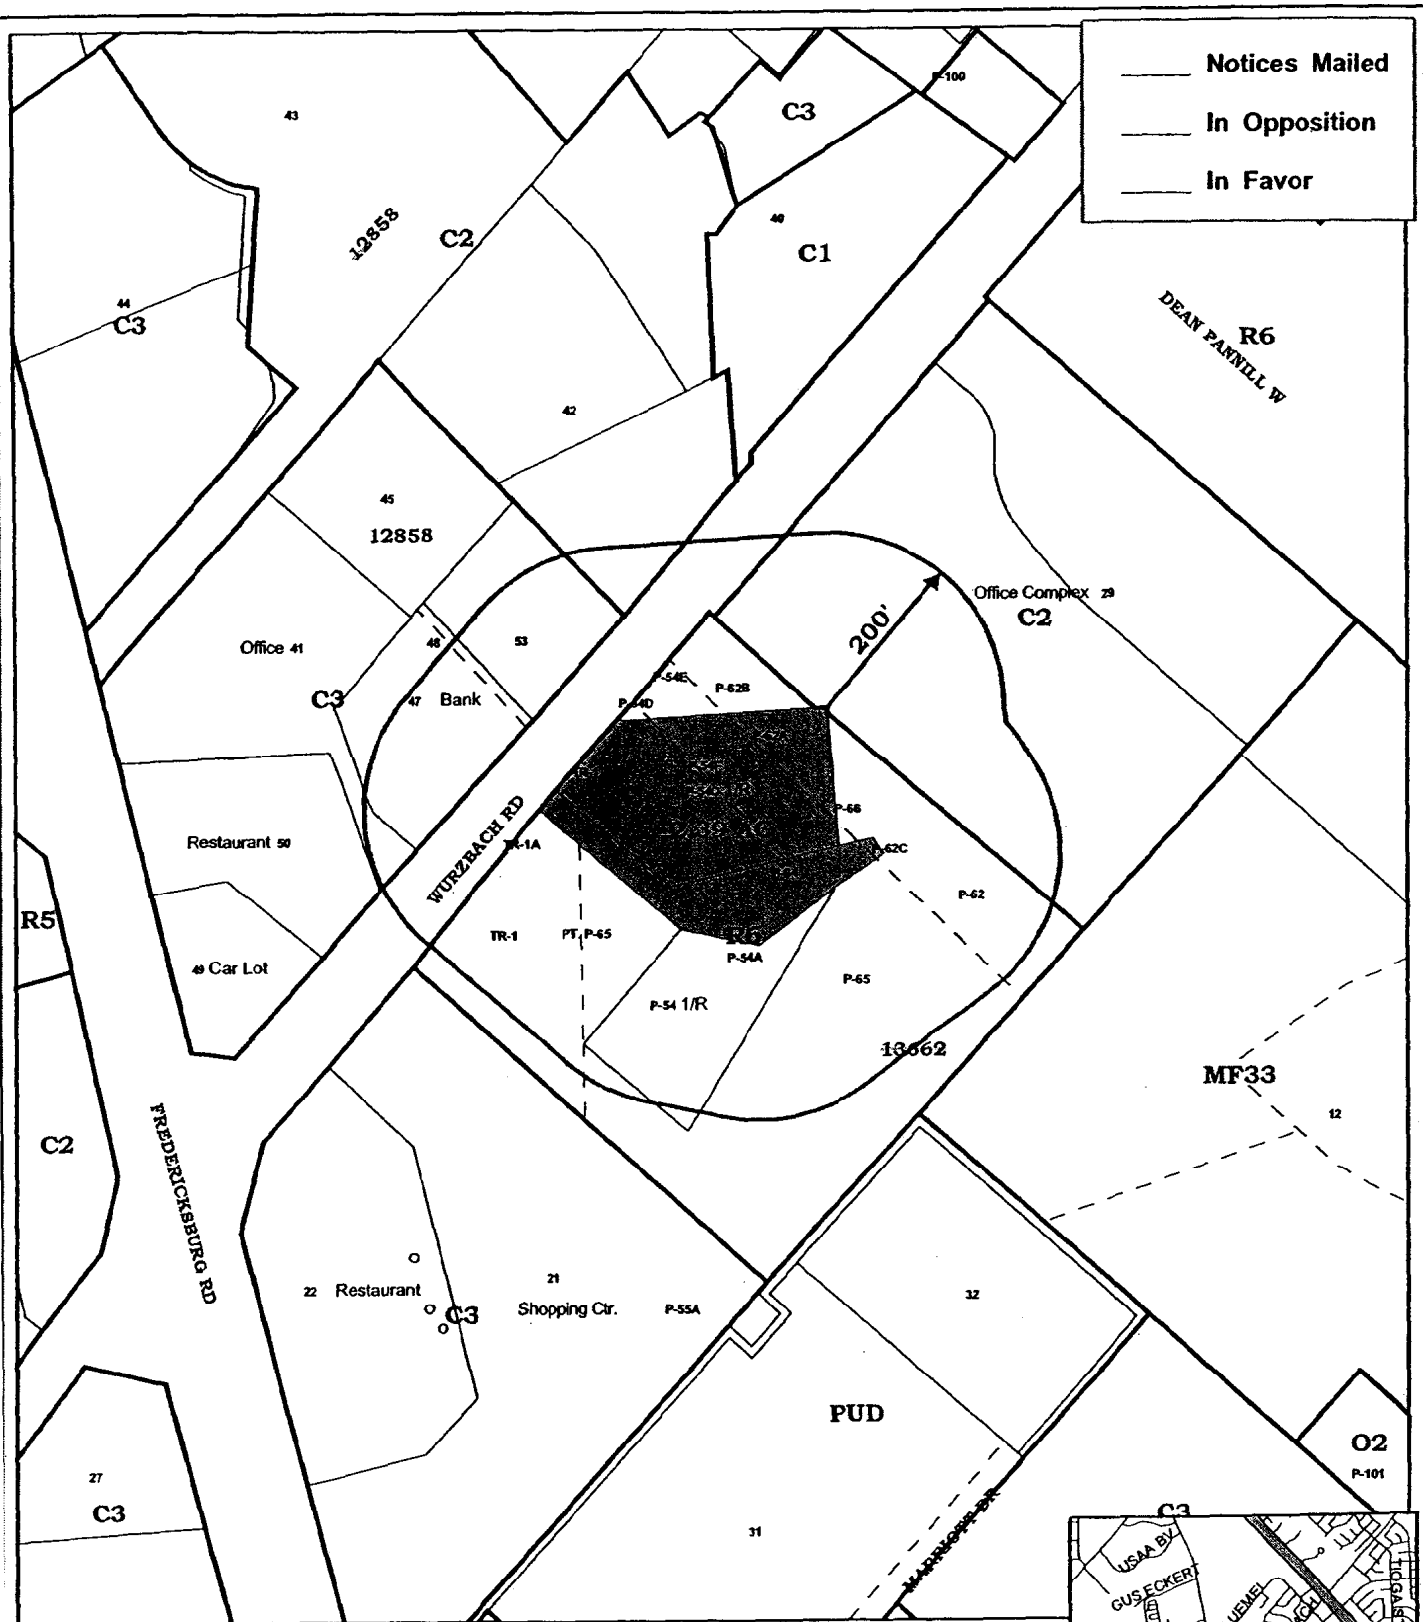 Notices Mailed
In Opposition
In Favor
43
C3
40
C1
12858
C2
44
C3
DEAN PANNILL W
R6
42
45
12858
Office Complex 29
C2
200'
Office 41
48
53
C3
47 Bank
P-54E
P-62B
P-54D
P-66
Restaurant 50
WURZBACH RD
TR-1A
P-62
R5
TR-1
PT. P-65
R6
P-54A
49 Car Lot
P-65
P-54 1/R
13662
MF33
12
C2
FREDERICKSBURG RD
22 Restaurant
C3
21
Shopping Ctr.
P-55A
32
PUD
O2
P-101
27
C3
31
MARRIOTT DR
C3
USAA BV
GUS ECKERT